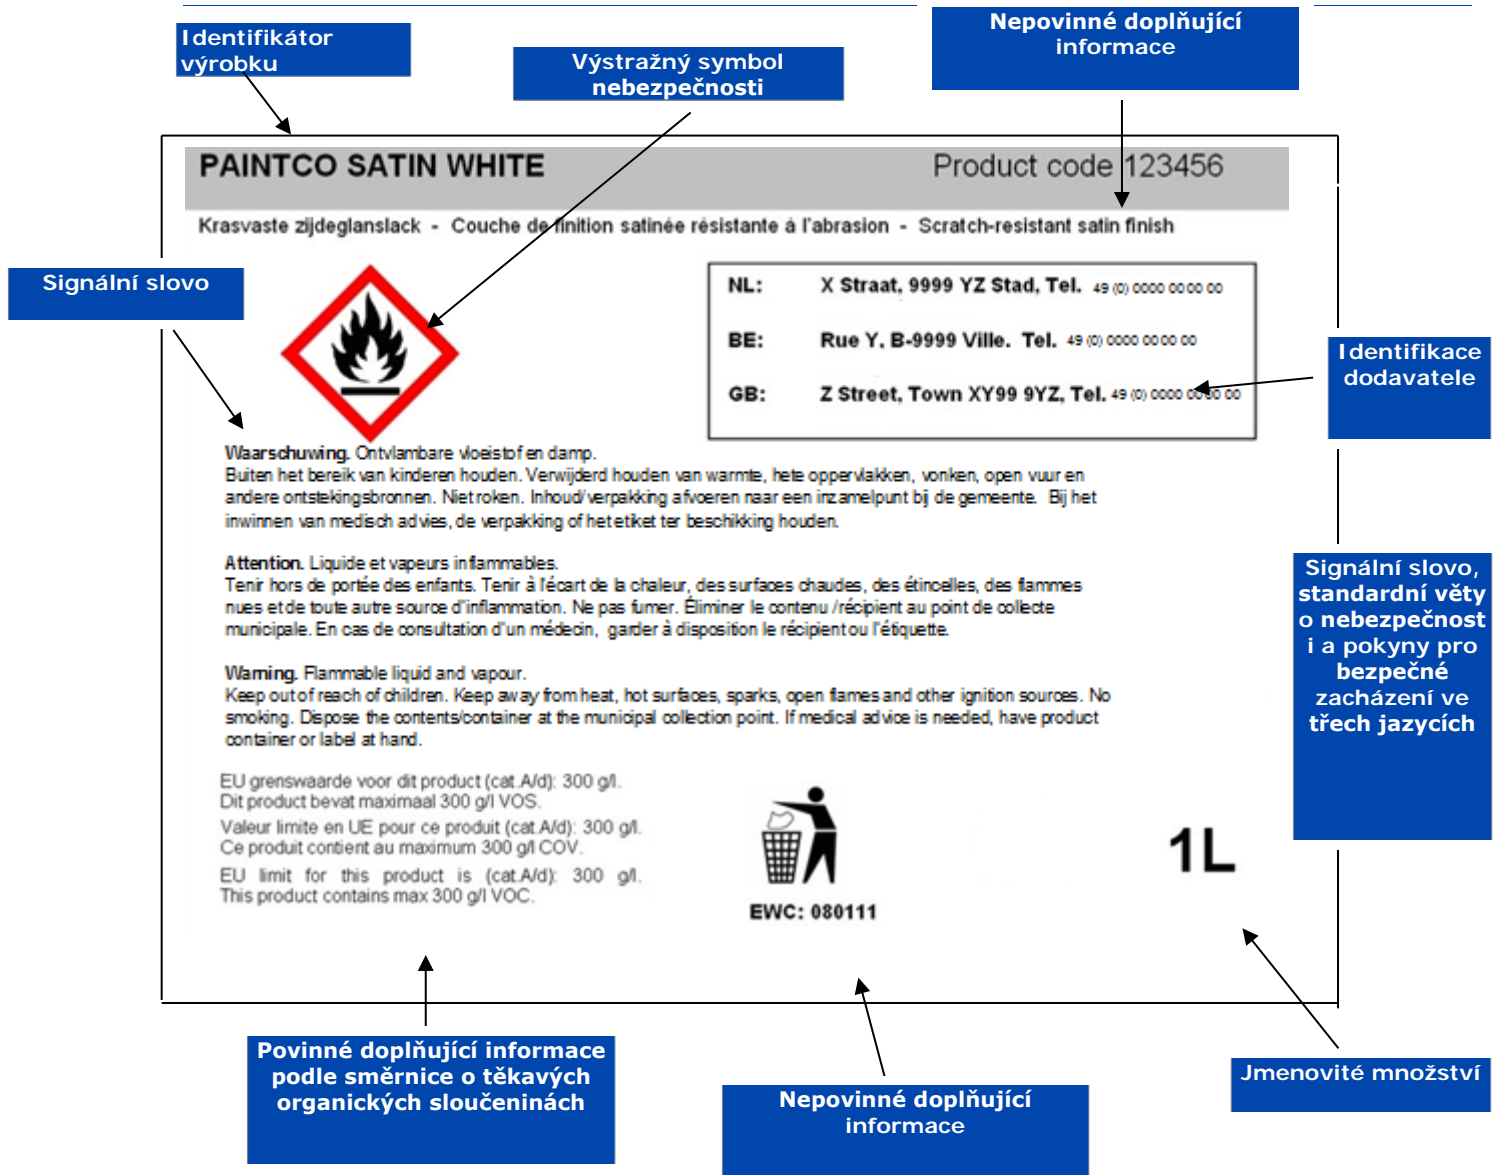 Identifikátor
výrobku
Výstražný symbol
nebezpečnosti
Nepovinné doplňující
informace
PAINTCO SATIN WHITE
Product code 123456
Krasvaste zijdeglanslack - Couche de finition satinée résistante á l'abrasion - Scratch-resistant satin finish
Signální slovo
NL: X Straat, 9999 YZ Stad, Tel. 49 (0) 0000 00 00 00
BE: Rue Y, B-9999 Ville. Tel. 49 (0) 0000 00 00 00
GB: Z Street, Town XY99 9YZ, Tel. 49 (0) 0000 00 00 00
Identifikace
dodavatele
Waarschuwing. Ontvlambare vloeistof en damp.
Buiten het bereik van kinderen houden. Verwijderd houden van warmte, hete oppervlakken, vonken, open vuur en
andere ontstekingsbronnen. Niet roken. Inhoud/verpakking afvoeren naar een inzamelpunt bij de gemeente. Bij het
inwinnen van medisch advies, de verpakking of het etiket ter beschikking houden.
Attention. Liquide et vapeurs inflammables.
Tenir hors de portée des enfants. Tenir à l'écart de la chaleur, des surfaces chaudes, des étincelles, des flammes
nues et de toute autre source d'inflammation. Ne pas fumer. Éliminer le contenu /récipient au point de collecte
municipale. En cas de consultation d'un médecin, garder à disposition le récipient ou l'étiquette.
Warning. Flammable liquid and vapour.
Keep out of reach of children. Keep away from heat, hot surfaces, sparks, open flames and other ignition sources. No
smoking. Dispose the contents/container at the municipal collection point. If medical advice is needed, have product
container or label at hand.
Signální slovo,
standardní věty
o nebezpečnost
i a pokyny pro
bezpečné
zacházení ve
třech jazycích
EU grenswaarde voor dit product (cat.A/d): 300 g/l.
Dit product bevat maximaal 300 g/l VOS.
Valeur limite en UE pour ce produit (cat.A/d): 300 g/l.
Ce produit contient au maximum 300 g/l COV.
EU limit for this product is (cat.A/d): 300 g/l.
This product contains max 300 g/l VOC.
EWC: 080111
1L
Povinné doplňující informace
podle směrnice o těkavých
organických sloučeninách
Nepovinné doplňující
informace
Jmenovité množství